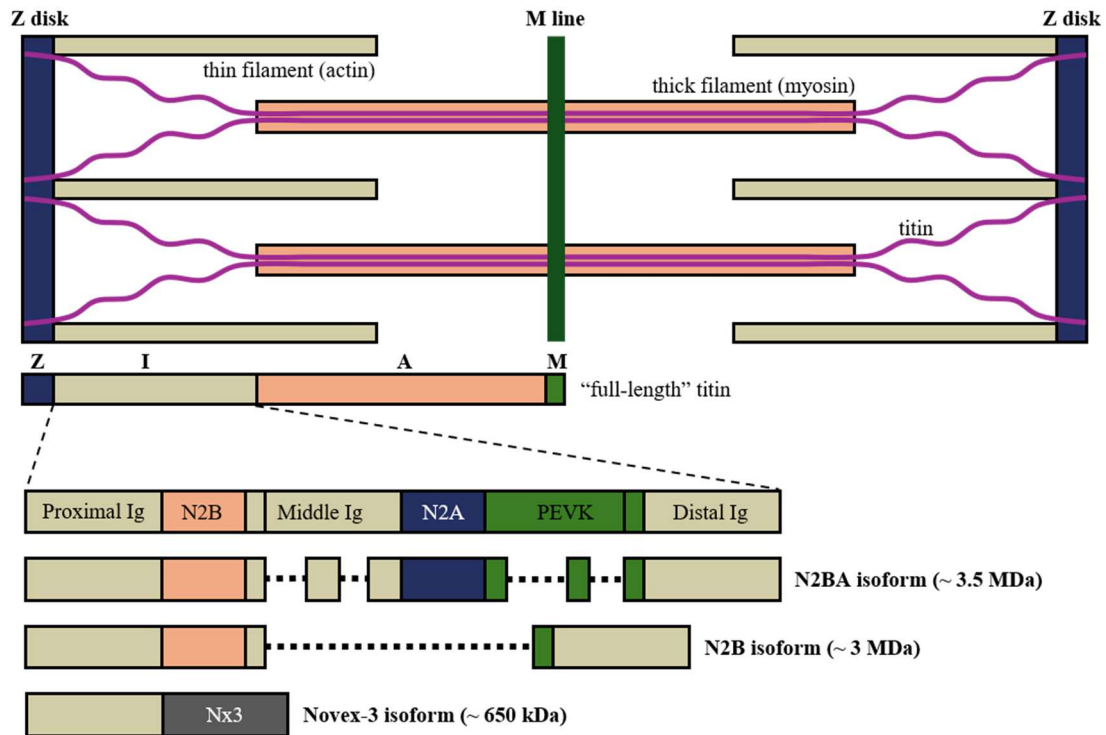 Z disk
M line
Z disk
thin filament (actin)
thick filament (myosin)
titin
Z
I
A
M
“full-length” titin
Proximal Ig
N2B
Middle Ig
N2A
PEVK
Distal Ig
N2BA isoform (~ 3.5 MDa)
N2B isoform (~ 3 MDa)
Nx3
Novex-3 isoform (~ 650 kDa)